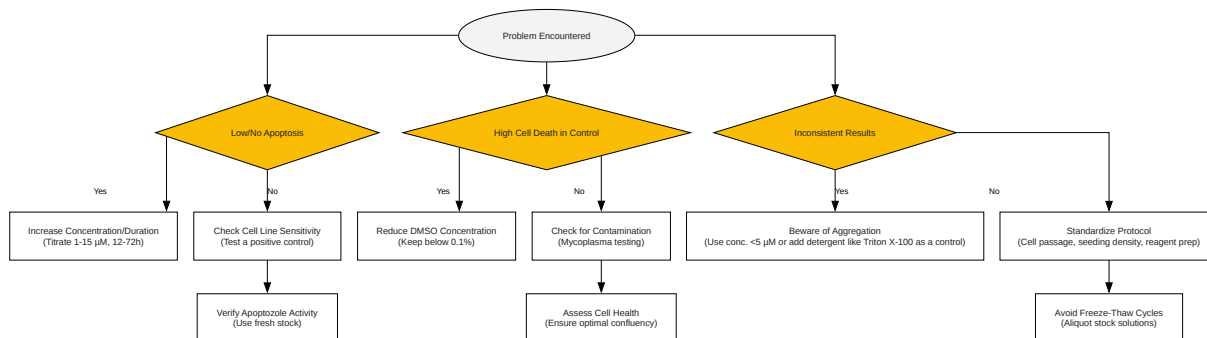 Problem Encountered
Low/No Apoptosis
High Cell Death in Control
Inconsistent Results
Yes
No
Yes
No
Yes
No
Increase Concentration/Duration
(Titrate 1-15 µM, 12-72h)
Check Cell Line Sensitivity
(Test a positive control)
Reduce DMSO Concentration
(Keep below 0.1%)
Check for Contamination
(Mycoplasma testing)
Beware of Aggregation
(Use conc. <5 µM or add detergent like Triton X-100 as a control)
Standardize Protocol
(Cell passage, seeding density, reagent prep)
Verify Apoptozole Activity
(Use fresh stock)
Assess Cell Health
(Ensure optimal confluency)
Avoid Freeze-Thaw Cycles
(Aliquot stock solutions)